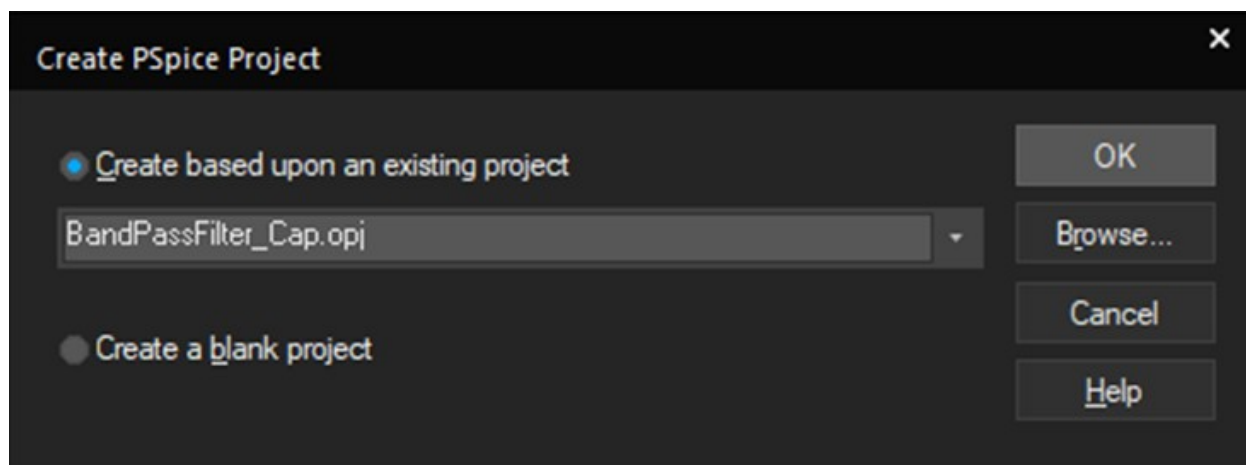 Create PSpice Project
Create based upon an existing project
OK
BandPassFilter_Cap.opj
Browse...
Cancel
Create a blank project
Help